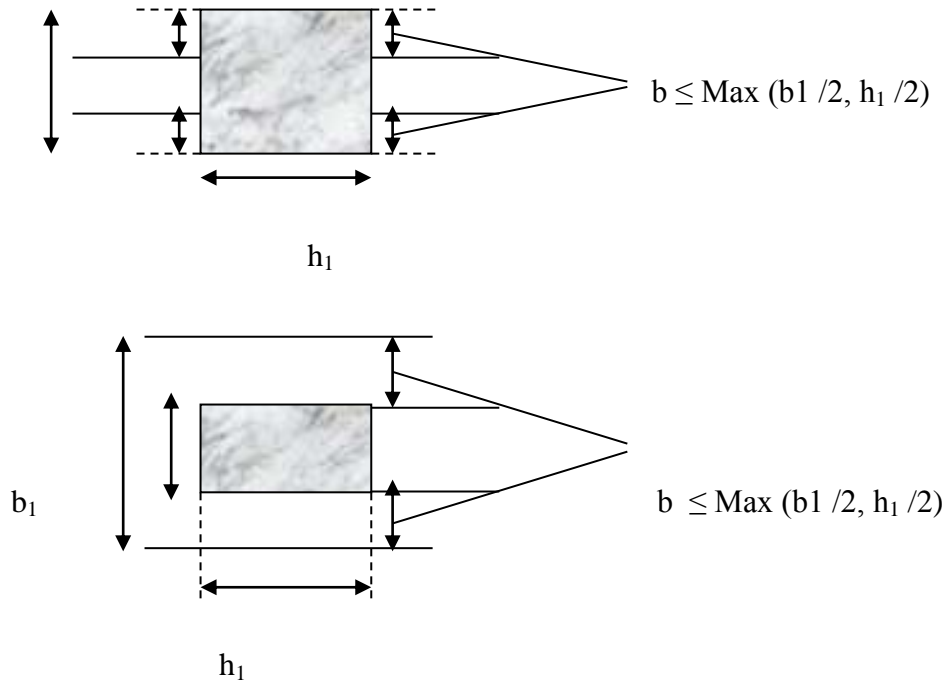 b ≤ Max (b1 /2, h₁ /2)
h₁
b₁
b ≤ Max (b1 /2, h₁ /2)
h₁